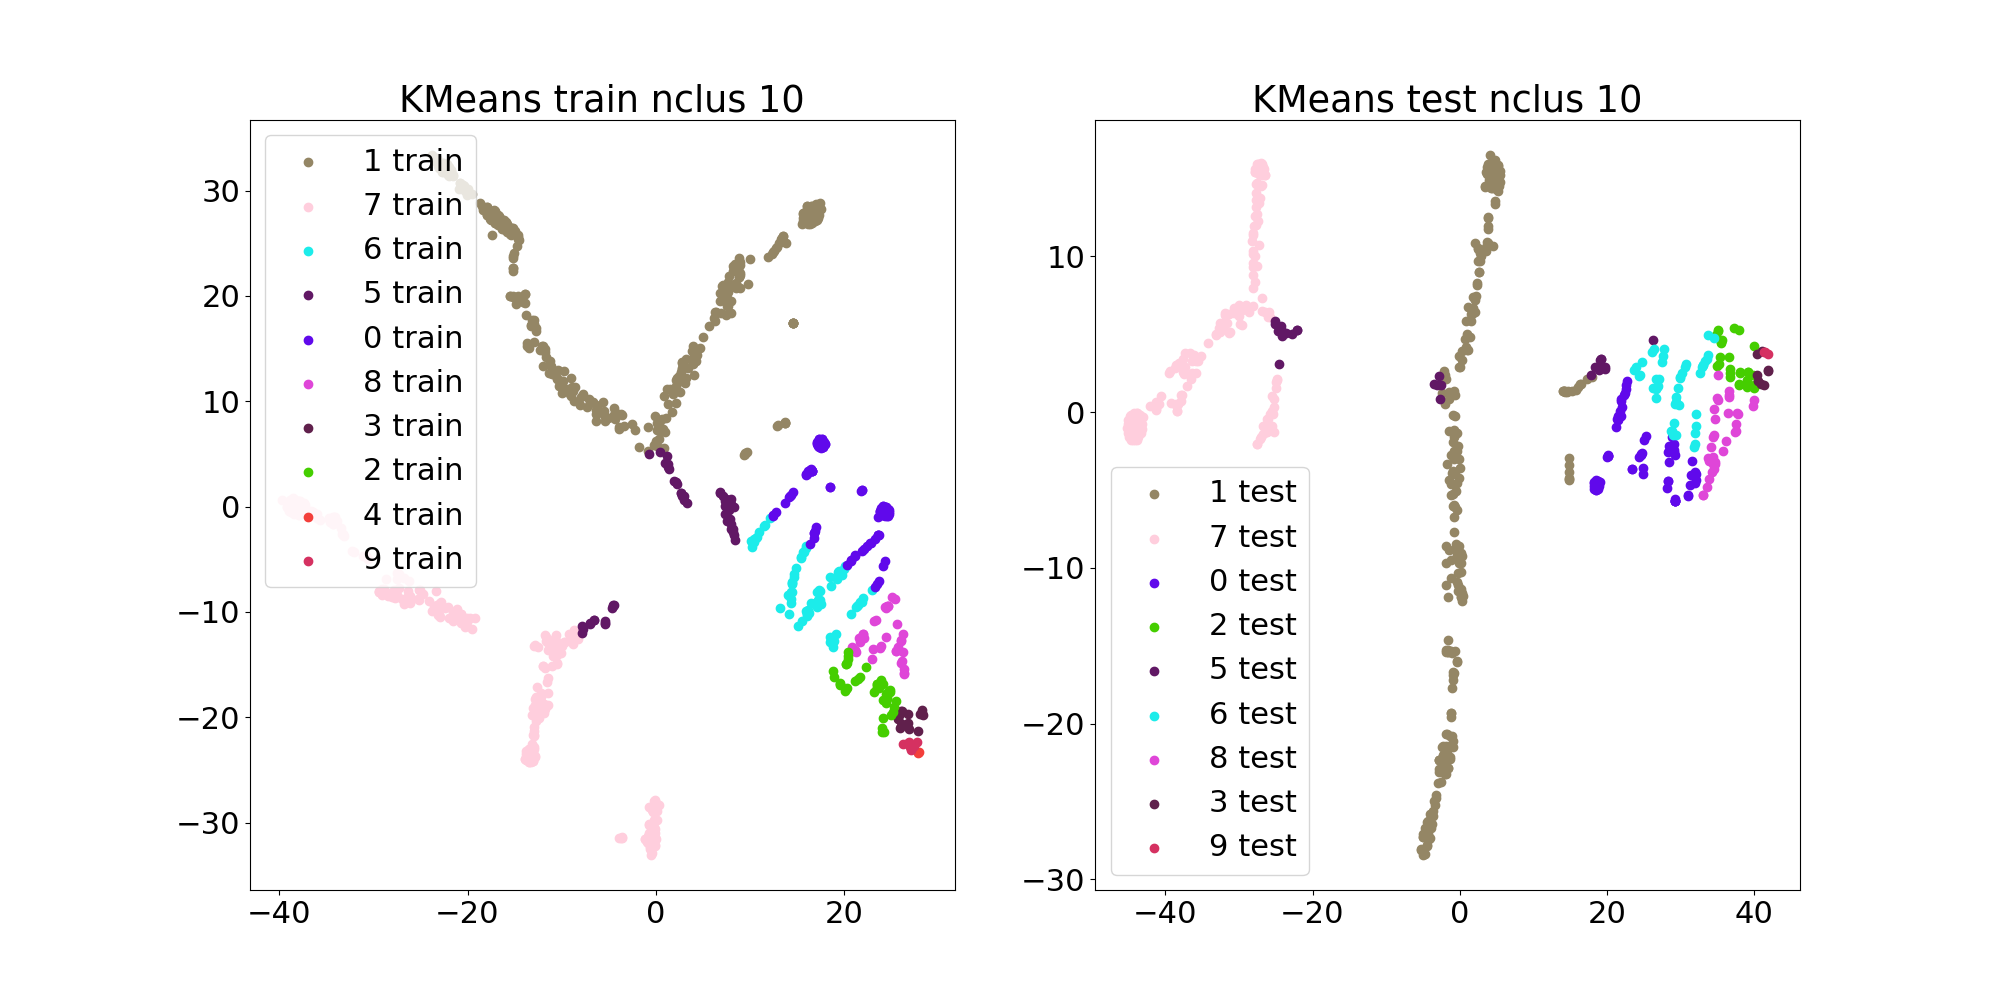 KMeans train nclus 10
1 train
7 train
6 train
5 train
0 train
8 train
3 train
2 train
4 train
9 train
30
20
10
0
−10
−20
−30
−40
−20
0
20
KMeans test nclus 10
10
0
−10
−20
−30
1 test
7 test
0 test
2 test
5 test
6 test
8 test
3 test
9 test
−40
−20
0
20
40